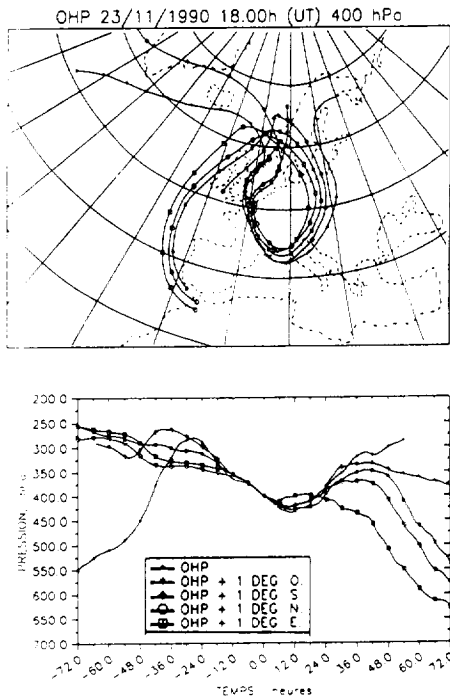 OHP 23/11/1990 18.00h (UT) 400 hPa
200.0
250.0
300.0
350.0
400.0
450.0
500.0
550.0
600.0
650.0
700.0
PRESSION
OHP
OHP + 1 DEG O.
OHP + 1 DEG S.
OHP + 1 DEG N.
OHP + 1 DEG E.
-72.0 -60.0 -48.0 -36.0 -24.0 -12.0 0.0 12.0 24.0 36.0 48.0 60.0 72.0
TEMPS heures